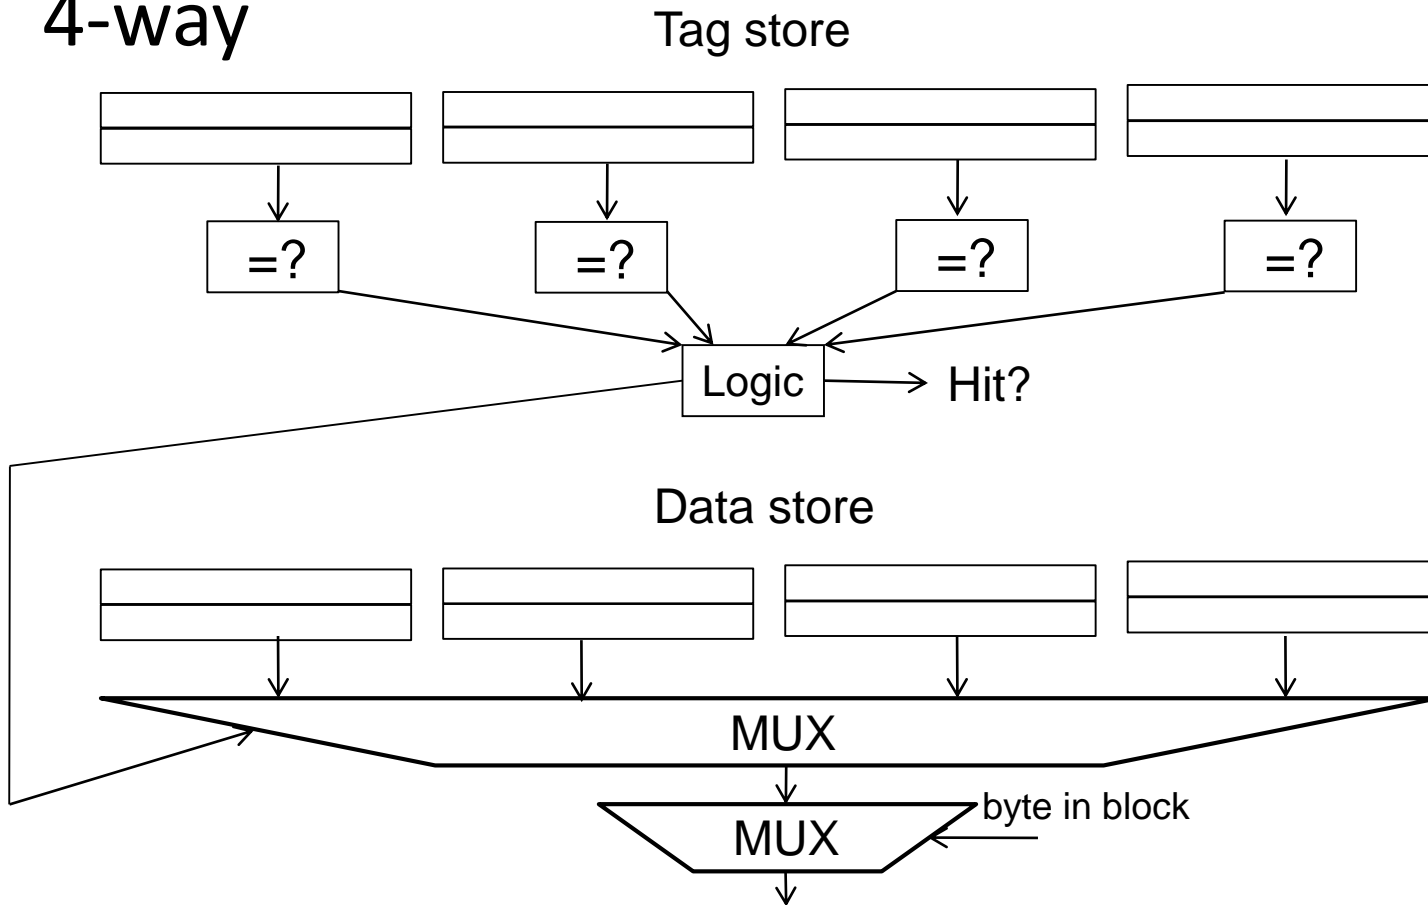 4-way
Tag store
=?
=?
=?
=?
Logic
Hit?
Data store
MUX
byte in block
MUX